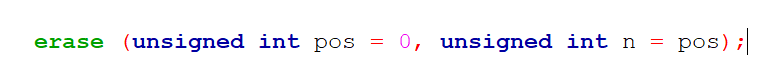 erase (unsigned int pos = 0, unsigned int n = pos);